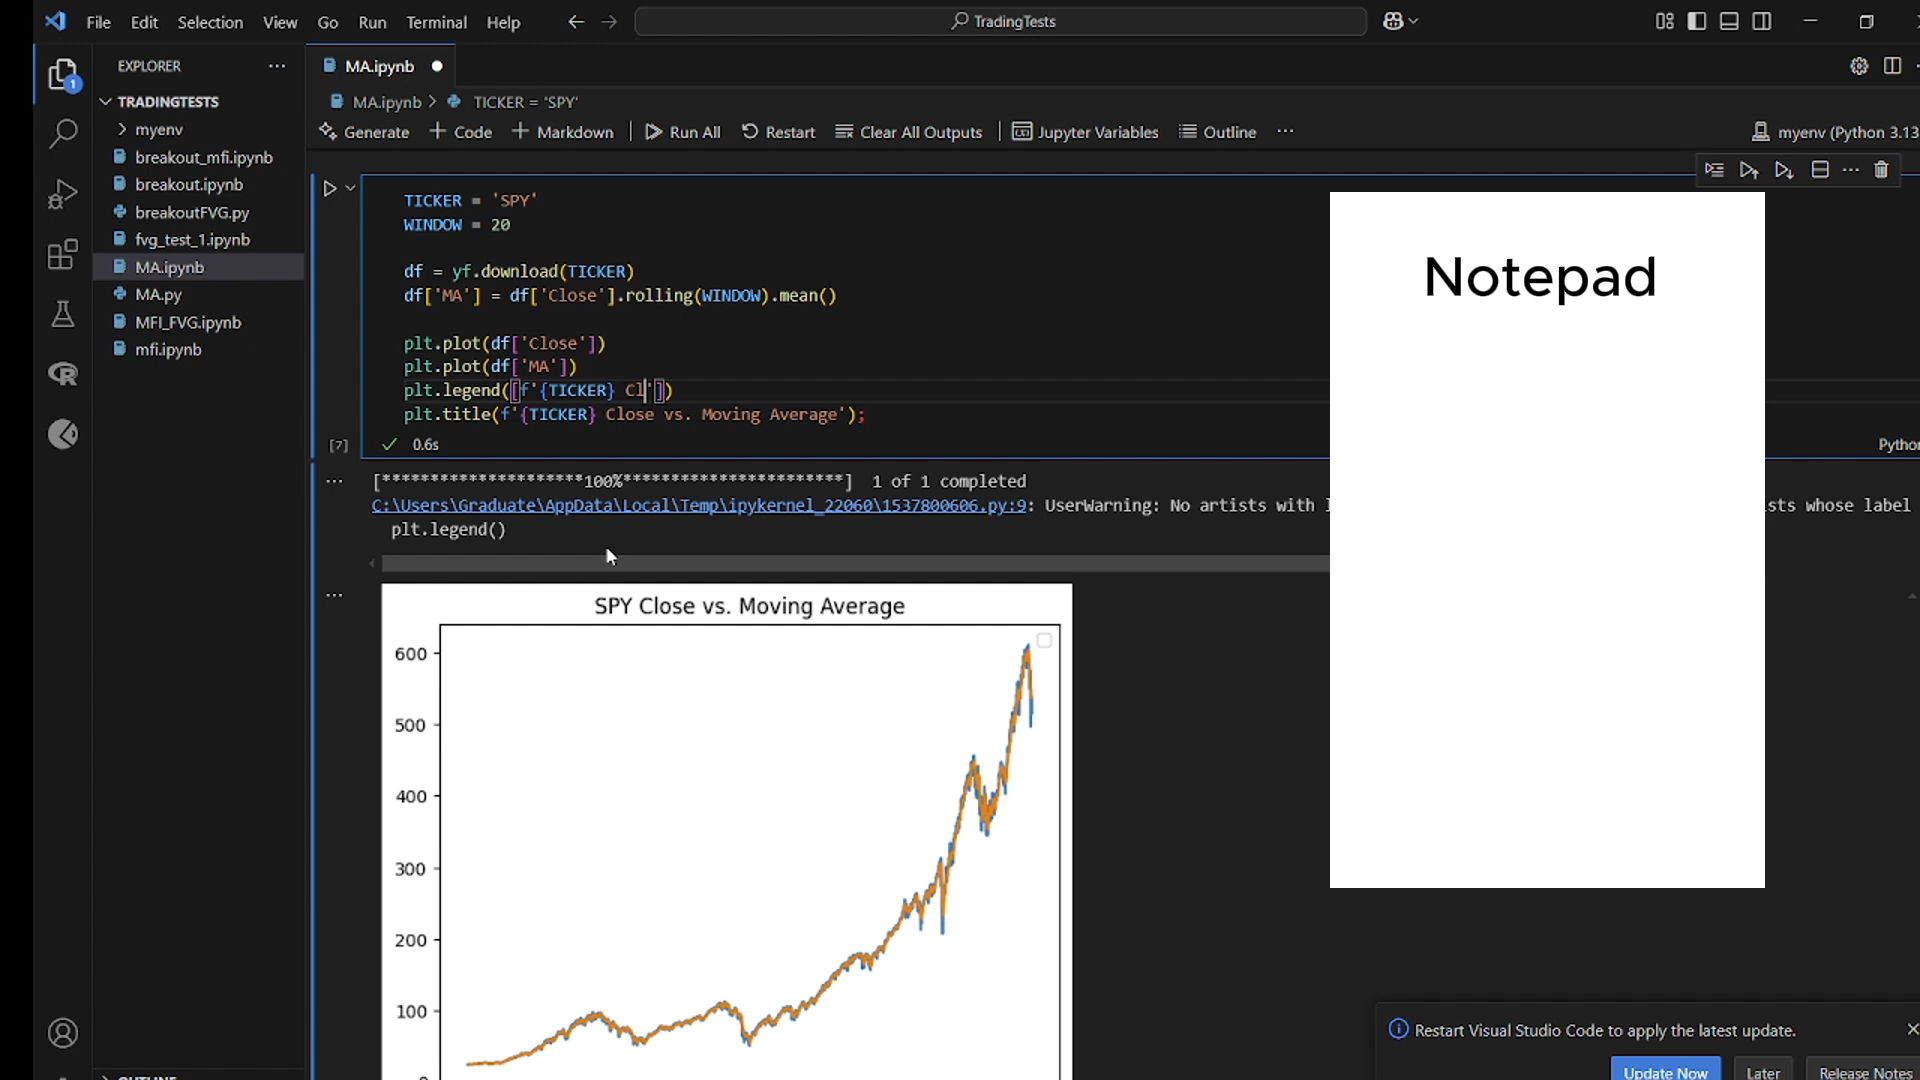 File Edit Selection View Go Run Terminal Help
TradingTests
EXPLORER
TRADINGTESTS
myenv
breakout_mfi.ipynb
breakout.ipynb
breakoutFVG.py
fvg_test_1.ipynb
MA.ipynb
MA.py
MFI_FVG.ipynb
mfi.ipynb
1
MA.ipynb
MA.ipynb > TICKER = 'SPY'
Generate + Code + Markdown Run All Restart Clear All Outputs Jupyter Variables Outline ...
myenv (Python 3.13
TICKER = 'SPY'
WINDOW = 20
df = yf.download(TICKER)
df['MA'] = df['Close'].rolling(WINDOW).mean()
plt.plot(df['Close'])
plt.plot(df['MA'])
plt.legend([f'{TICKER} Cl'])
plt.title(f'{TICKER} Close vs. Moving Average');
[7] 0.6s
Python
[*********************100%***********************] 1 of 1 completed
C:\Users\Graduate\AppData\Local\Temp\ipykernel_22060\1537800606.py:9: UserWarning: No artists with l
sts whose label
plt.legend()
SPY Close vs. Moving Average
600
500
400
300
200
100
Notepad
Restart Visual Studio Code to apply the latest update.
Update Now Later Release Notes
OUTLINE